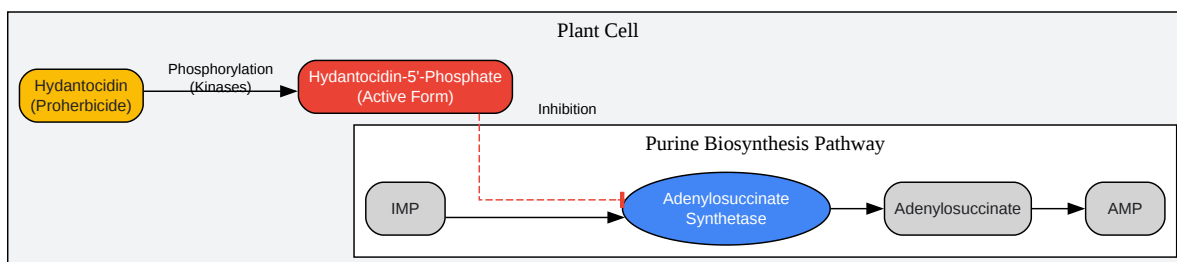 Plant Cell
Phosphorylation
(Kinases)
Hydantocidin
(Proherbicide)
Hydantocidin-5'-Phosphate
(Active Form)
Inhibition
Purine Biosynthesis Pathway
IMP
Adenylosuccinate
Synthetase
Adenylosuccinate
AMP